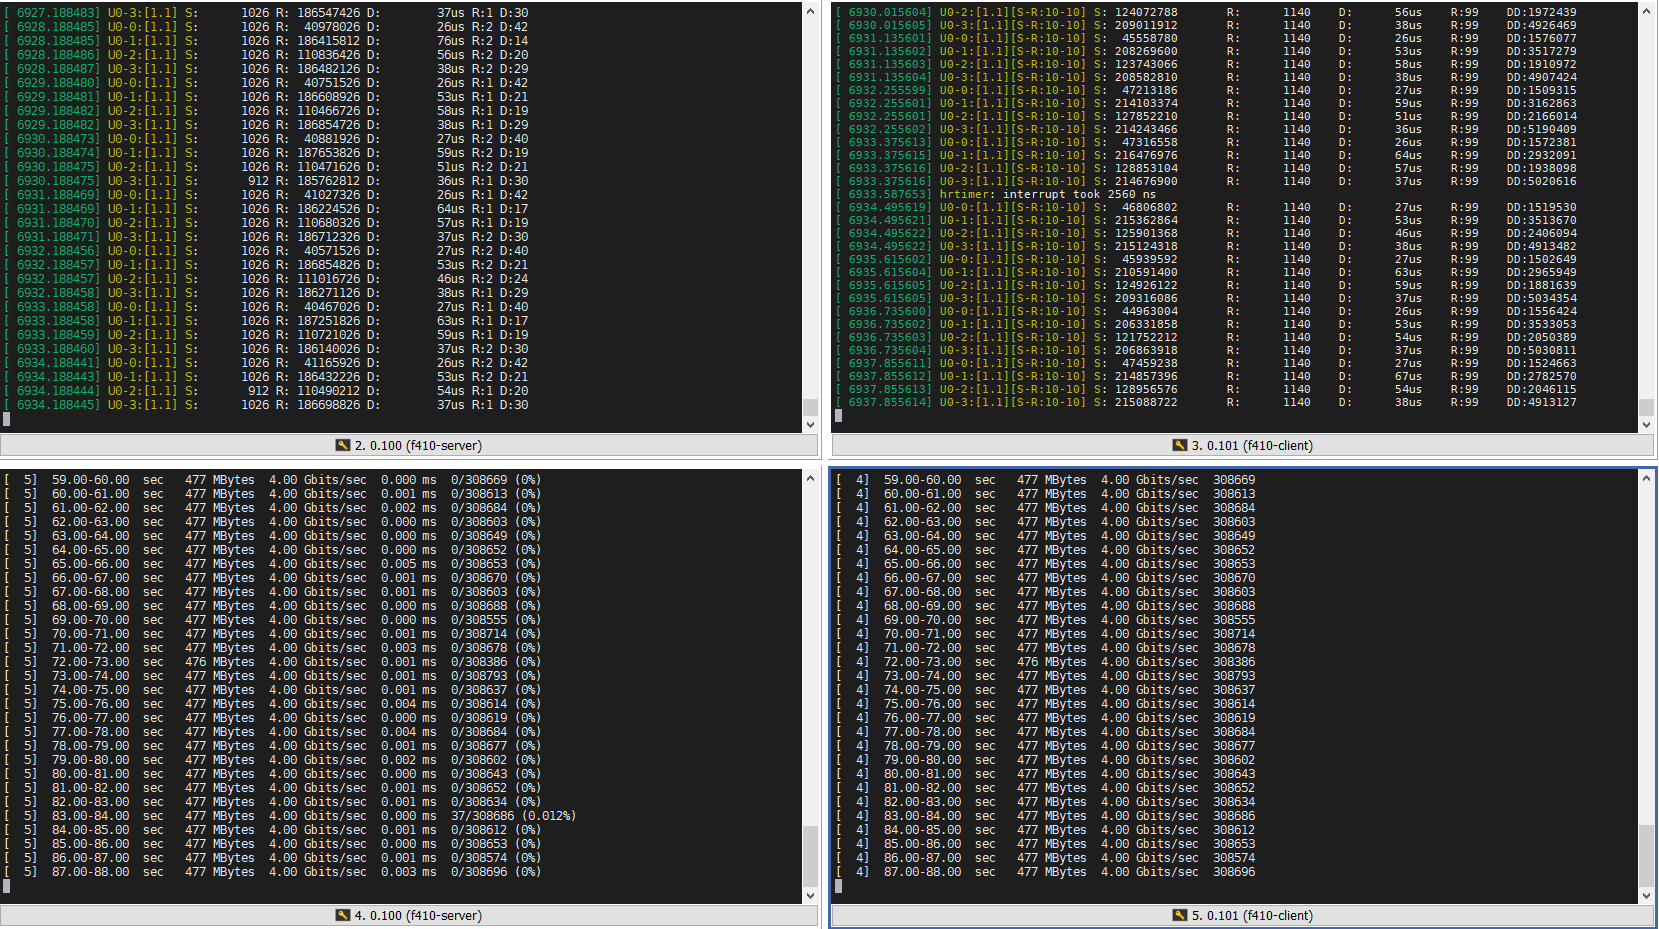 [ 6927.188483] U0-3:[1.1] S:      1026 R: 186547426 D:        37us R:1 D:30
[ 6928.188485] U0-0:[1.1] S:      1026 R:  40978026 D:        26us R:2 D:42
[ 6928.188485] U0-1:[1.1] S:      1026 R: 186415812 D:        76us R:2 D:14
[ 6928.188486] U0-2:[1.1] S:      1026 R: 110836426 D:        56us R:2 D:20
[ 6928.188487] U0-3:[1.1] S:      1026 R: 186482126 D:        38us R:2 D:29
[ 6929.188480] U0-0:[1.1] S:      1026 R:  40751526 D:        26us R:1 D:42
[ 6929.188481] U0-1:[1.1] S:      1026 R: 186608926 D:        53us R:2 D:21
[ 6929.188482] U0-2:[1.1] S:      1026 R: 110466726 D:        58us R:1 D:19
[ 6929.188482] U0-3:[1.1] S:      1026 R: 186854726 D:        38us R:1 D:29
[ 6930.188473] U0-0:[1.1] S:      1026 R:  40881926 D:        27us R:2 D:40
[ 6930.188474] U0-1:[1.1] S:      1026 R: 187653826 D:        59us R:2 D:19
[ 6930.188475] U0-2:[1.1] S:      1026 R: 110471626 D:        51us R:2 D:21
[ 6930.188475] U0-3:[1.1] S:       912 R: 185762812 D:        36us R:1 D:30
[ 6931.188469] U0-0:[1.1] S:      1026 R:  41027326 D:        26us R:1 D:42
[ 6931.188469] U0-1:[1.1] S:      1026 R: 186224526 D:        64us R:1 D:17
[ 6931.188470] U0-2:[1.1] S:      1026 R: 110680326 D:        57us R:1 D:19
[ 6931.188471] U0-3:[1.1] S:      1026 R: 186712326 D:        37us R:1 D:30
[ 6932.188456] U0-0:[1.1] S:      1026 R:  40571526 D:        27us R:2 D:40
[ 6932.188457] U0-1:[1.1] S:      1026 R: 186854826 D:        53us R:2 D:21
[ 6932.188457] U0-2:[1.1] S:      1026 R: 111016726 D:        46us R:2 D:24
[ 6932.188458] U0-3:[1.1] S:      1026 R: 186271126 D:        38us R:1 D:29
[ 6933.188458] U0-0:[1.1] S:      1026 R:  40467026 D:        27us R:1 D:40
[ 6933.188458] U0-1:[1.1] S:      1026 R: 187251826 D:        63us R:1 D:17
[ 6933.188459] U0-2:[1.1] S:      1026 R: 110721026 D:        59us R:1 D:19
[ 6933.188460] U0-3:[1.1] S:      1026 R: 186140026 D:        37us R:1 D:30
[ 6934.188441] U0-0:[1.1] S:      1026 R:  41165926 D:        26us R:2 D:42
[ 6934.188443] U0-1:[1.1] S:      1026 R: 186432226 D:        53us R:2 D:21
[ 6934.188444] U0-2:[1.1] S:       912 R: 110490212 D:        54us R:1 D:20
[ 6934.188445] U0-3:[1.1] S:      1026 R: 186698826 D:        37us R:1 D:30
2. 0.100 (f410-server)
[ 6930.015604] U0-2:[1.1][S-R:10-10] S: 124072788       R:      1140    D:      56us    R:99    DD:1972439
[ 6930.015605] U0-3:[1.1][S-R:10-10] S: 209011912       R:      1140    D:      38us    R:99    DD:4926469
[ 6931.135601] U0-0:[1.1][S-R:10-10] S:  45558780       R:      1140    D:      26us    R:99    DD:1576077
[ 6931.135602] U0-1:[1.1][S-R:10-10] S: 208269600       R:      1140    D:      53us    R:99    DD:3517279
[ 6931.135603] U0-2:[1.1][S-R:10-10] S: 123743066       R:      1140    D:      58us    R:99    DD:1910972
[ 6931.135604] U0-3:[1.1][S-R:10-10] S: 208582810       R:      1140    D:      38us    R:99    DD:4907424
[ 6932.255599] U0-0:[1.1][S-R:10-10] S:  47213186       R:      1140    D:      27us    R:99    DD:1509315
[ 6932.255601] U0-1:[1.1][S-R:10-10] S: 214103374       R:      1140    D:      59us    R:99    DD:3162863
[ 6932.255601] U0-2:[1.1][S-R:10-10] S: 127852210       R:      1140    D:      51us    R:99    DD:2166014
[ 6932.255602] U0-3:[1.1][S-R:10-10] S: 214243466       R:      1140    D:      36us    R:99    DD:5190409
[ 6933.375613] U0-0:[1.1][S-R:10-10] S:  47316558       R:      1140    D:      26us    R:99    DD:1572381
[ 6933.375615] U0-1:[1.1][S-R:10-10] S: 216476976       R:      1140    D:      64us    R:99    DD:2932091
[ 6933.375616] U0-2:[1.1][S-R:10-10] S: 128853104       R:      1140    D:      57us    R:99    DD:1938098
[ 6933.375616] U0-3:[1.1][S-R:10-10] S: 214676900       R:      1140    D:      37us    R:99    DD:5020616
[ 6933.587653] hrtimer: interrupt took 2560 ns
[ 6934.495619] U0-0:[1.1][S-R:10-10] S:  46806802       R:      1140    D:      27us    R:99    DD:1519530
[ 6934.495621] U0-1:[1.1][S-R:10-10] S: 215362864       R:      1140    D:      53us    R:99    DD:3513670
[ 6934.495622] U0-2:[1.1][S-R:10-10] S: 125901368       R:      1140    D:      46us    R:99    DD:2406094
[ 6934.495622] U0-3:[1.1][S-R:10-10] S: 215124318       R:      1140    D:      38us    R:99    DD:4913482
[ 6935.615602] U0-0:[1.1][S-R:10-10] S:  45939592       R:      1140    D:      27us    R:99    DD:1502649
[ 6935.615604] U0-1:[1.1][S-R:10-10] S: 210591400       R:      1140    D:      63us    R:99    DD:2965949
[ 6935.615605] U0-2:[1.1][S-R:10-10] S: 124926122       R:      1140    D:      59us    R:99    DD:1881639
[ 6935.615605] U0-3:[1.1][S-R:10-10] S: 209316086       R:      1140    D:      37us    R:99    DD:5034354
[ 6936.735600] U0-0:[1.1][S-R:10-10] S:  44963004       R:      1140    D:      26us    R:99    DD:1556424
[ 6936.735602] U0-1:[1.1][S-R:10-10] S: 206331858       R:      1140    D:      53us    R:99    DD:3533053
[ 6936.735603] U0-2:[1.1][S-R:10-10] S: 121752212       R:      1140    D:      54us    R:99    DD:2050389
[ 6936.735604] U0-3:[1.1][S-R:10-10] S: 206863918       R:      1140    D:      37us    R:99    DD:5030811
[ 6937.855611] U0-0:[1.1][S-R:10-10] S:  47459238       R:      1140    D:      27us    R:99    DD:1524663
[ 6937.855612] U0-1:[1.1][S-R:10-10] S: 214857396       R:      1140    D:      67us    R:99    DD:2782570
[ 6937.855613] U0-2:[1.1][S-R:10-10] S: 128956576       R:      1140    D:      54us    R:99    DD:2046115
[ 6937.855614] U0-3:[1.1][S-R:10-10] S: 215088722       R:      1140    D:      38us    R:99    DD:4913127
3. 0.101 (f410-client)
[  5]  59.00-60.00  sec   477 MBytes  4.00 Gbits/sec  0.000 ms  0/308669 (0%)
[  5]  60.00-61.00  sec   477 MBytes  4.00 Gbits/sec  0.001 ms  0/308613 (0%)
[  5]  61.00-62.00  sec   477 MBytes  4.00 Gbits/sec  0.002 ms  0/308684 (0%)
[  5]  62.00-63.00  sec   477 MBytes  4.00 Gbits/sec  0.000 ms  0/308603 (0%)
[  5]  63.00-64.00  sec   477 MBytes  4.00 Gbits/sec  0.000 ms  0/308649 (0%)
[  5]  64.00-65.00  sec   477 MBytes  4.00 Gbits/sec  0.000 ms  0/308652 (0%)
[  5]  65.00-66.00  sec   477 MBytes  4.00 Gbits/sec  0.005 ms  0/308653 (0%)
[  5]  66.00-67.00  sec   477 MBytes  4.00 Gbits/sec  0.001 ms  0/308670 (0%)
[  5]  67.00-68.00  sec   477 MBytes  4.00 Gbits/sec  0.001 ms  0/308603 (0%)
[  5]  68.00-69.00  sec   477 MBytes  4.00 Gbits/sec  0.000 ms  0/308688 (0%)
[  5]  69.00-70.00  sec   477 MBytes  4.00 Gbits/sec  0.000 ms  0/308555 (0%)
[  5]  70.00-71.00  sec   477 MBytes  4.00 Gbits/sec  0.001 ms  0/308714 (0%)
[  5]  71.00-72.00  sec   477 MBytes  4.00 Gbits/sec  0.003 ms  0/308678 (0%)
[  5]  72.00-73.00  sec   476 MBytes  4.00 Gbits/sec  0.001 ms  0/308386 (0%)
[  5]  73.00-74.00  sec   477 MBytes  4.00 Gbits/sec  0.001 ms  0/308793 (0%)
[  5]  74.00-75.00  sec   477 MBytes  4.00 Gbits/sec  0.001 ms  0/308637 (0%)
[  5]  75.00-76.00  sec   477 MBytes  4.00 Gbits/sec  0.004 ms  0/308614 (0%)
[  5]  76.00-77.00  sec   477 MBytes  4.00 Gbits/sec  0.000 ms  0/308619 (0%)
[  5]  77.00-78.00  sec   477 MBytes  4.00 Gbits/sec  0.004 ms  0/308684 (0%)
[  5]  78.00-79.00  sec   477 MBytes  4.00 Gbits/sec  0.001 ms  0/308677 (0%)
[  5]  79.00-80.00  sec   477 MBytes  4.00 Gbits/sec  0.002 ms  0/308602 (0%)
[  5]  80.00-81.00  sec   477 MBytes  4.00 Gbits/sec  0.000 ms  0/308643 (0%)
[  5]  81.00-82.00  sec   477 MBytes  4.00 Gbits/sec  0.001 ms  0/308652 (0%)
[  5]  82.00-83.00  sec   477 MBytes  4.00 Gbits/sec  0.001 ms  0/308634 (0%)
[  5]  83.00-84.00  sec   477 MBytes  4.00 Gbits/sec  0.000 ms  37/308686 (0.012%)
[  5]  84.00-85.00  sec   477 MBytes  4.00 Gbits/sec  0.001 ms  0/308612 (0%)
[  5]  85.00-86.00  sec   477 MBytes  4.00 Gbits/sec  0.000 ms  0/308653 (0%)
[  5]  86.00-87.00  sec   477 MBytes  4.00 Gbits/sec  0.001 ms  0/308574 (0%)
[  5]  87.00-88.00  sec   477 MBytes  4.00 Gbits/sec  0.003 ms  0/308696 (0%)
4. 0.100 (f410-server)
[  4]  59.00-60.00  sec   477 MBytes  4.00 Gbits/sec  308669
[  4]  60.00-61.00  sec   477 MBytes  4.00 Gbits/sec  308613
[  4]  61.00-62.00  sec   477 MBytes  4.00 Gbits/sec  308684
[  4]  62.00-63.00  sec   477 MBytes  4.00 Gbits/sec  308603
[  4]  63.00-64.00  sec   477 MBytes  4.00 Gbits/sec  308649
[  4]  64.00-65.00  sec   477 MBytes  4.00 Gbits/sec  308652
[  4]  65.00-66.00  sec   477 MBytes  4.00 Gbits/sec  308653
[  4]  66.00-67.00  sec   477 MBytes  4.00 Gbits/sec  308670
[  4]  67.00-68.00  sec   477 MBytes  4.00 Gbits/sec  308603
[  4]  68.00-69.00  sec   477 MBytes  4.00 Gbits/sec  308688
[  4]  69.00-70.00  sec   477 MBytes  4.00 Gbits/sec  308555
[  4]  70.00-71.00  sec   477 MBytes  4.00 Gbits/sec  308714
[  4]  71.00-72.00  sec   477 MBytes  4.00 Gbits/sec  308678
[  4]  72.00-73.00  sec   476 MBytes  4.00 Gbits/sec  308386
[  4]  73.00-74.00  sec   477 MBytes  4.00 Gbits/sec  308793
[  4]  74.00-75.00  sec   477 MBytes  4.00 Gbits/sec  308637
[  4]  75.00-76.00  sec   477 MBytes  4.00 Gbits/sec  308614
[  4]  76.00-77.00  sec   477 MBytes  4.00 Gbits/sec  308619
[  4]  77.00-78.00  sec   477 MBytes  4.00 Gbits/sec  308684
[  4]  78.00-79.00  sec   477 MBytes  4.00 Gbits/sec  308677
[  4]  79.00-80.00  sec   477 MBytes  4.00 Gbits/sec  308602
[  4]  80.00-81.00  sec   477 MBytes  4.00 Gbits/sec  308643
[  4]  81.00-82.00  sec   477 MBytes  4.00 Gbits/sec  308652
[  4]  82.00-83.00  sec   477 MBytes  4.00 Gbits/sec  308634
[  4]  83.00-84.00  sec   477 MBytes  4.00 Gbits/sec  308686
[  4]  84.00-85.00  sec   477 MBytes  4.00 Gbits/sec  308612
[  4]  85.00-86.00  sec   477 MBytes  4.00 Gbits/sec  308653
[  4]  86.00-87.00  sec   477 MBytes  4.00 Gbits/sec  308574
[  4]  87.00-88.00  sec   477 MBytes  4.00 Gbits/sec  308696
5. 0.101 (f410-client)